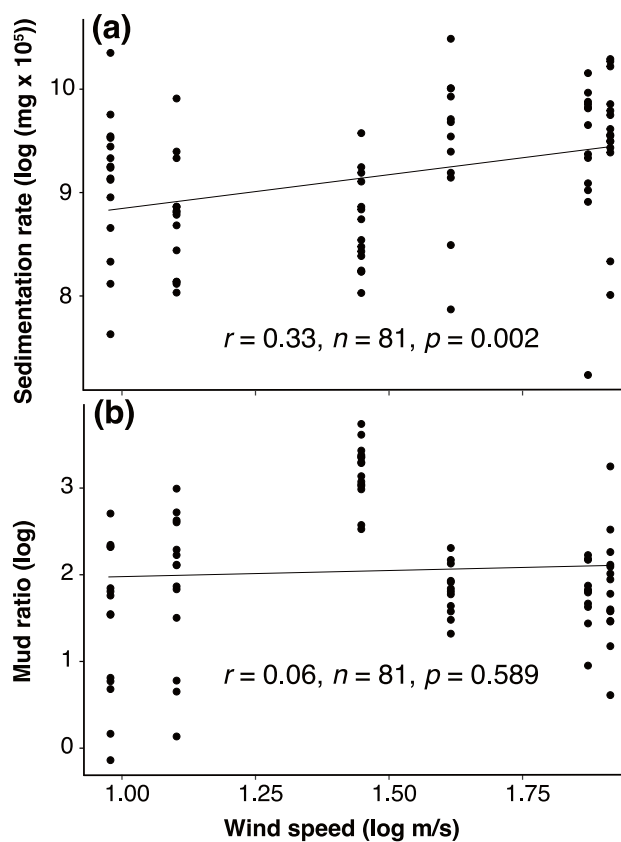 (a)
Sedimentation rate (log (mg x 10⁵))
10
9
8
r = 0.33, n = 81, p = 0.002
(b)
Mud ratio (log)
3
2
1
0
r = 0.06, n = 81, p = 0.589
1.00 1.25 1.50 1.75
Wind speed (log m/s)